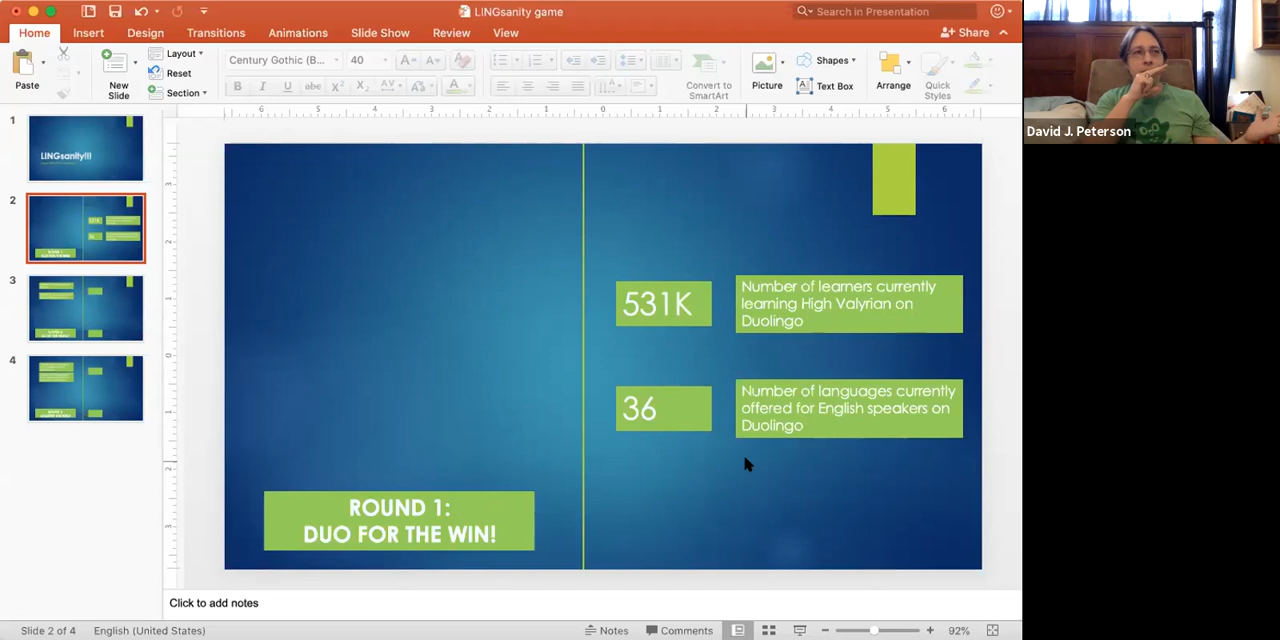 LINGsanity game
Search in Presentation
Home
Insert
Design
Transitions
Animations
Slide Show
Review
View
Share
Paste
New
Slide
Layout
Reset
Section
Century Gothic (B...
40
Convert to
SmartArt
Picture
Shapes
Text Box
Arrange
Quick
Styles
David J. Peterson
1
LINGsanity!!!
2
3
4
531K
Number of learners currently
learning High Valyrian on
Duolingo
36
Number of languages currently
offered for English speakers on
Duolingo
ROUND 1:
DUO FOR THE WIN!
Click to add notes
Slide 2 of 4
English (United States)
Notes
Comments
92%